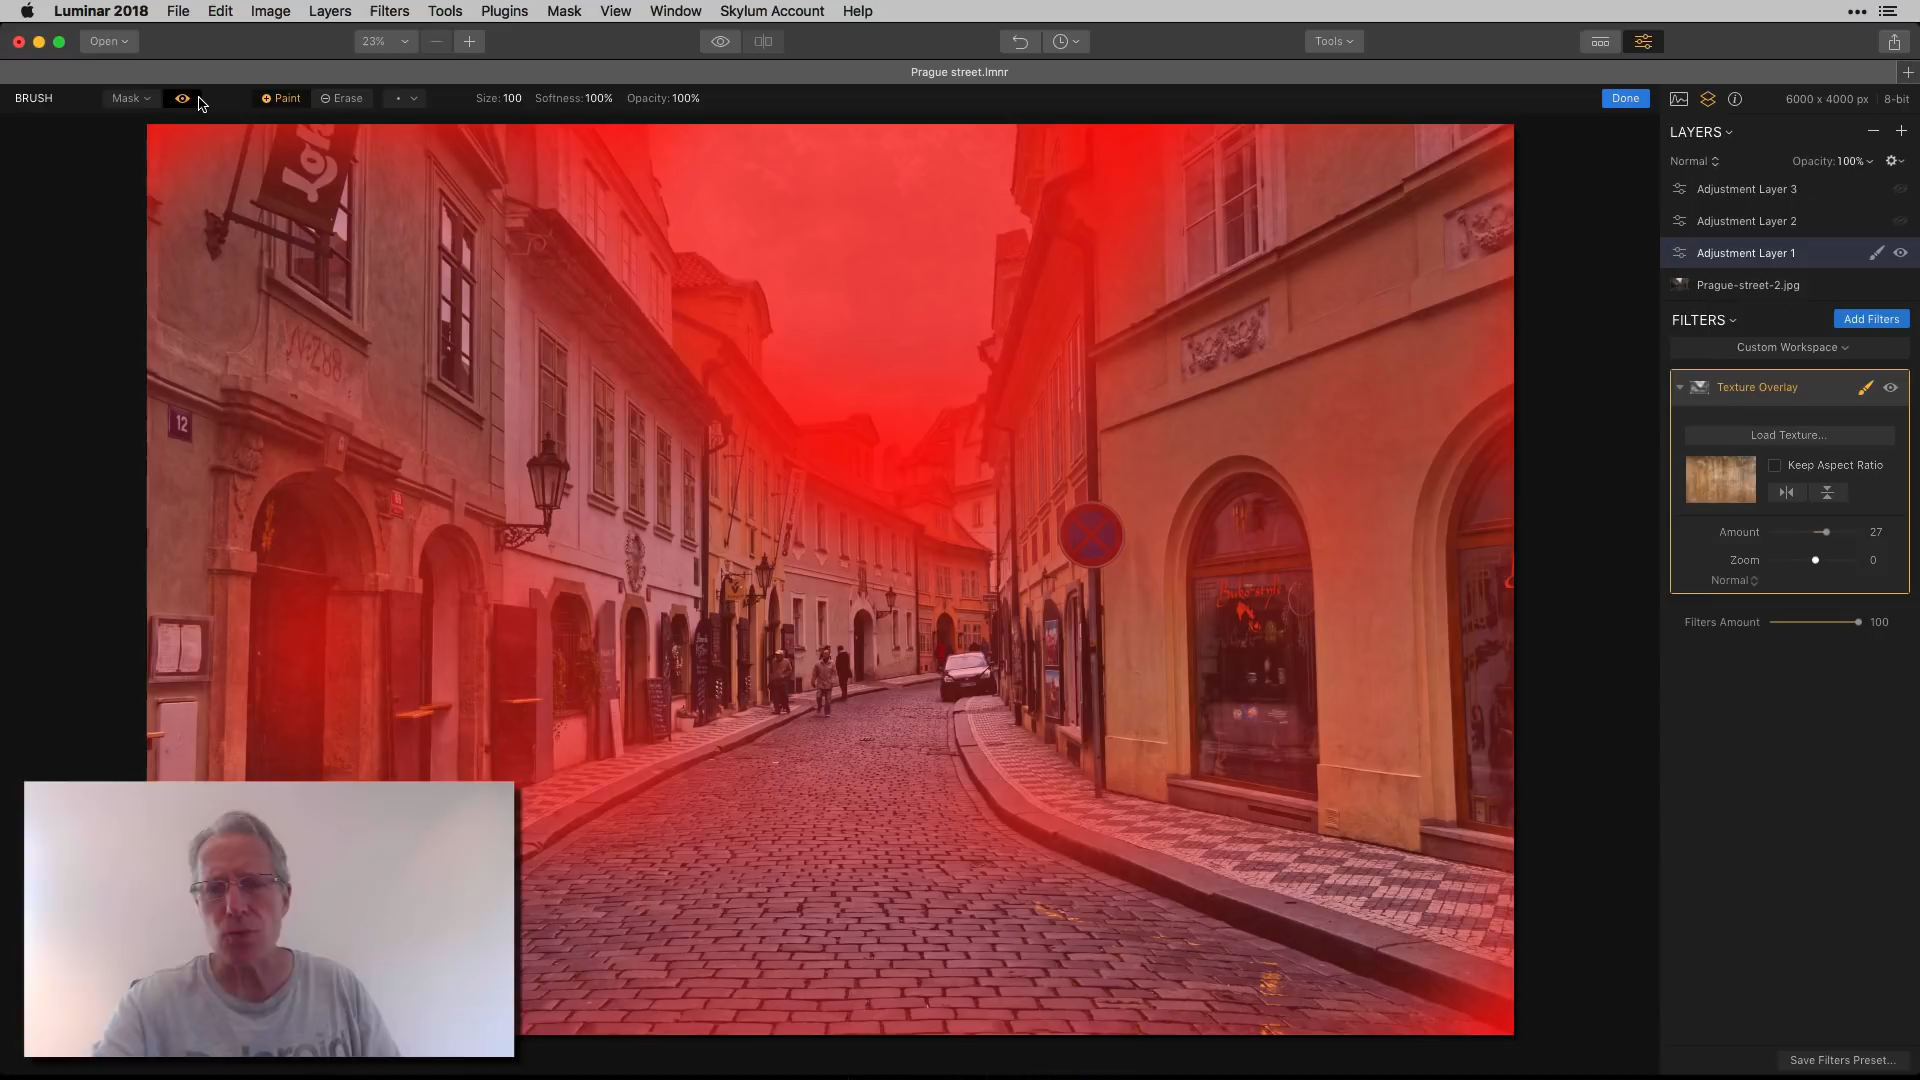 Luminar 2018 File Edit Image Layers Filters Tools Plugins Mask View Window Skylum Account Help
Open 23% Tools
Prague street.lmnr
BRUSH Mask Paint Erase Size: 100 Softness: 100% Opacity: 100% Done 6000 x 4000 px 8-bit
LAYERS
Normal Opacity: 100%
Adjustment Layer 3
Adjustment Layer 2
Adjustment Layer 1
Prague-street-2.jpg
FILTERS Add Filters
Custom Workspace
Texture Overlay
Load Texture...
Keep Aspect Ratio
Amount 27
Zoom 0
Normal
Filters Amount 100
Save Filters Preset...
12